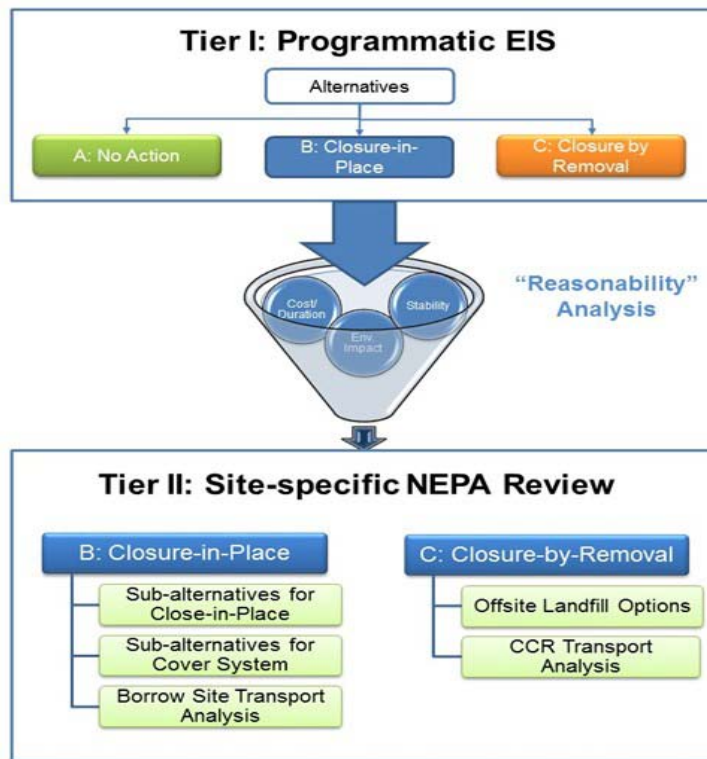 Tier I: Programmatic EIS
Alternatives
A: No Action
B: Closure-in-
Place
C: Closure by
Removal
"Reasonability"
Analysis
Cost/
Duration
Stability
Env.
Impact
Tier II: Site-specific NEPA Review
B: Closure-in-Place
Sub-alternatives for
Close-in-Place
Sub-alternatives for
Cover System
Borrow Site Transport
Analysis
C: Closure-by-Removal
Offsite Landfill Options
CCR Transport
Analysis